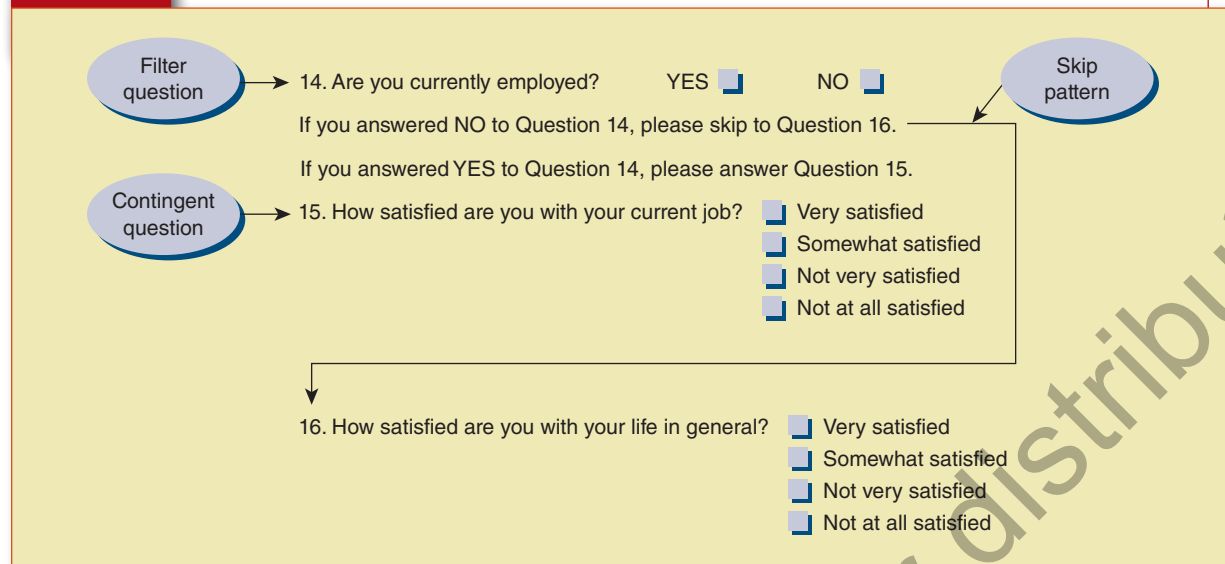 Filter
question
14. Are you currently employed? YES NO
Skip
pattern
If you answered NO to Question 14, please skip to Question 16.
If you answered YES to Question 14, please answer Question 15.
Contingent
question
15. How satisfied are you with your current job? Very satisfied
Somewhat satisfied
Not very satisfied
Not at all satisfied
16. How satisfied are you with your life in general? Very satisfied
Somewhat satisfied
Not very satisfied
Not at all satisfied